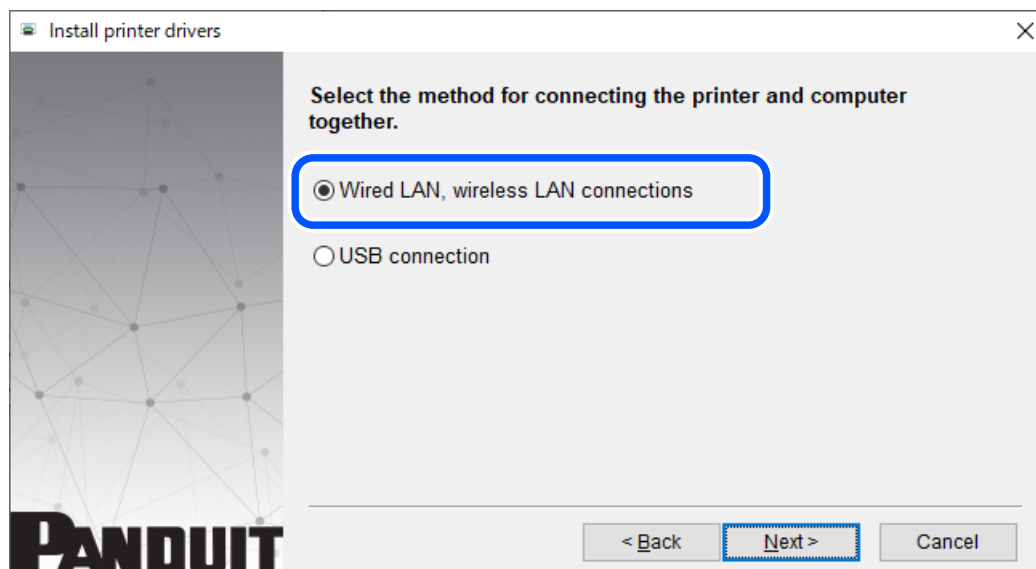 Install printer drivers
Select the method for connecting the printer and computer
together.
Wired LAN, wireless LAN connections
USB connection
PANDUIT
< Back
Next >
Cancel